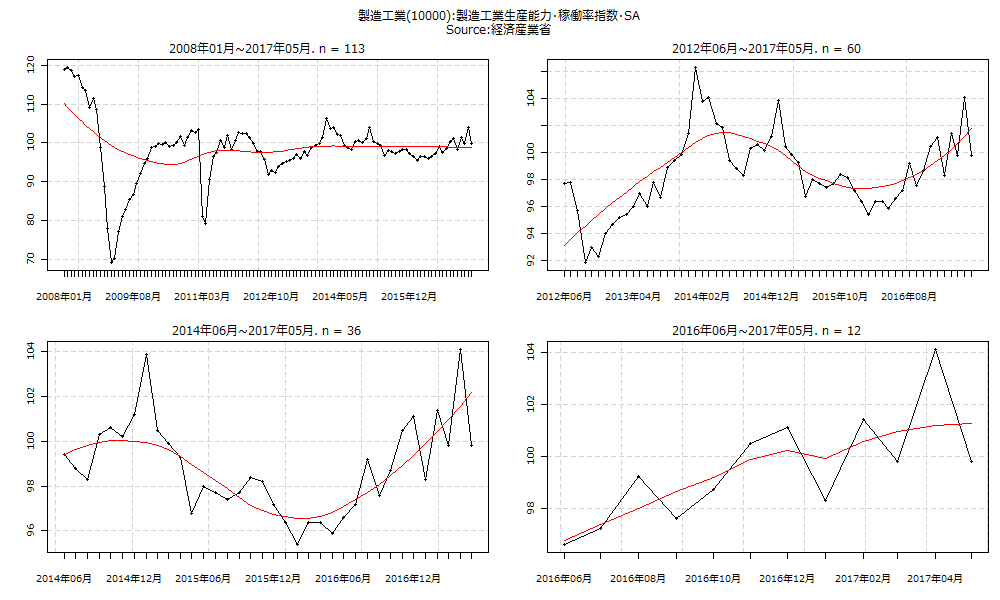 製造工業(10000):製造工業生産能力・稼働率指数・SA
Source:経済産業省
2008年01月~2017年05月. n = 113
120
110
100
90
80
70
2008年01月 2009年08月 2011年03月 2012年10月 2014年05月 2015年12月
2012年06月~2017年05月. n = 60
104
100
98
96
94
92
2012年06月 2013年04月 2014年02月 2014年12月 2015年10月 2016年08月
2014年06月~2017年05月. n = 36
104
102
100
98
96
2014年06月 2014年12月 2015年06月 2015年12月 2016年06月 2016年12月
2016年06月~2017年05月. n = 12
104
102
100
98
2016年06月 2016年08月 2016年10月 2016年12月 2017年02月 2017年04月